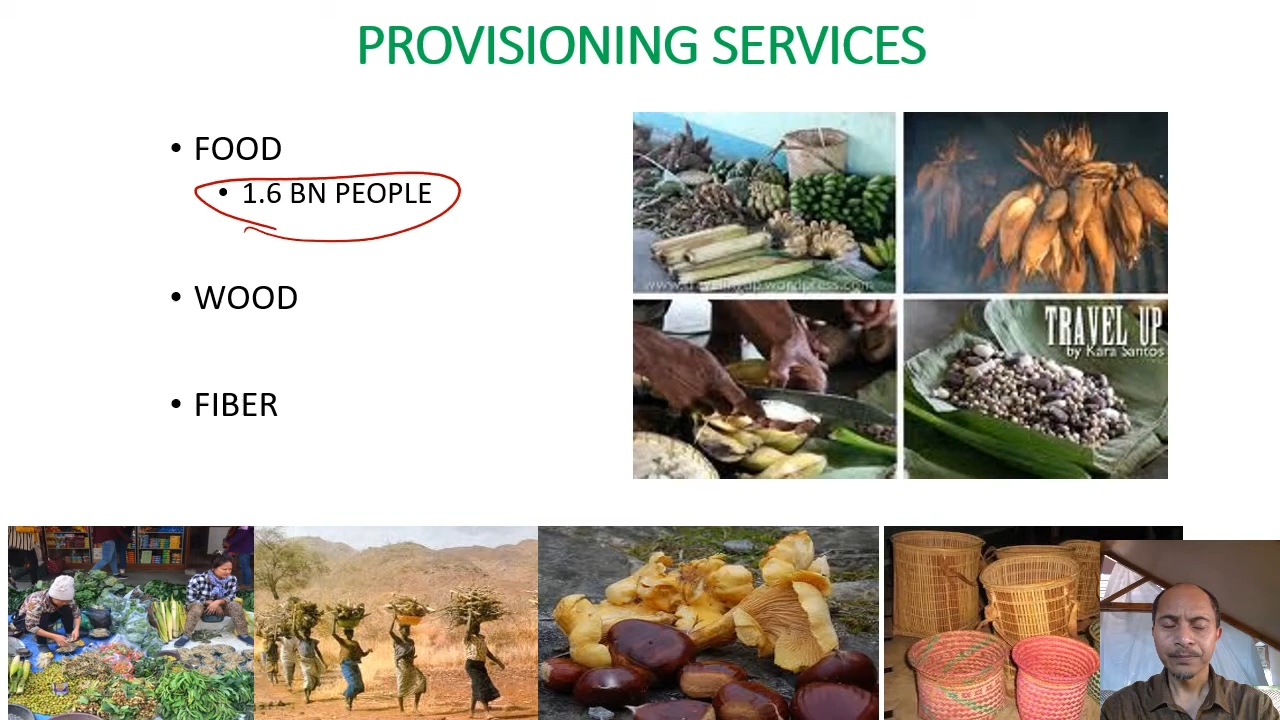 PROVISIONING SERVICES
• FOOD
• 1.6 BN PEOPLE
• WOOD
• FIBER
TRAVEL UP
by Kara Santos